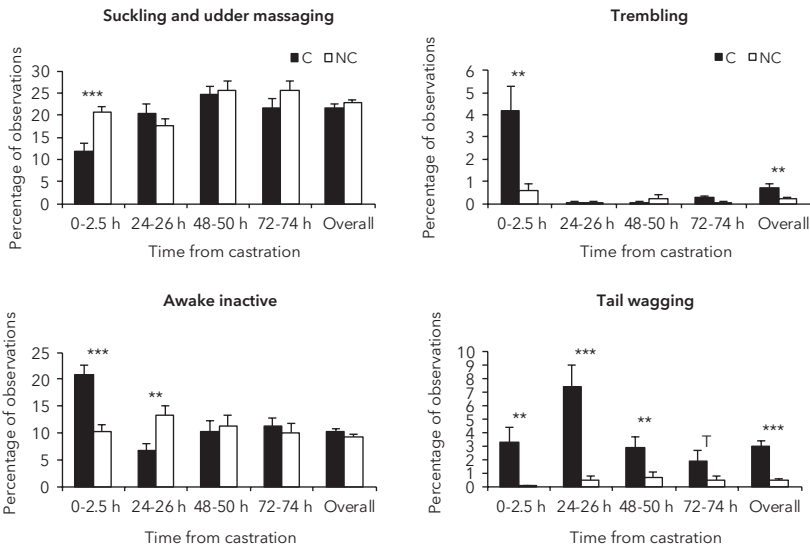 Suckling and udder massaging
C NC
Percentage of observations
30
25
20
15
10
5
0
***
0-2.5 h 24-26 h 48-50 h 72-74 h Overall
Time from castration
Trembling
C NC
Percentage of observations
6
5
4
3
2
1
0
**
**
0-2.5 h 24-26 h 48-50 h 72-74 h Overall
Time from castration
Awake inactive
Percentage of observations
25
20
15
10
5
0
***
**
0-2.5 h 24-26 h 48-50 h 72-74 h Overall
Time from castration
Tail wagging
Percentage of observations
10
9
8
7
6
5
4
3
2
1
0
**
***
**
T
***
0-2.5 h 24-26 h 48-50 h 72-74 h Overall
Time from castration